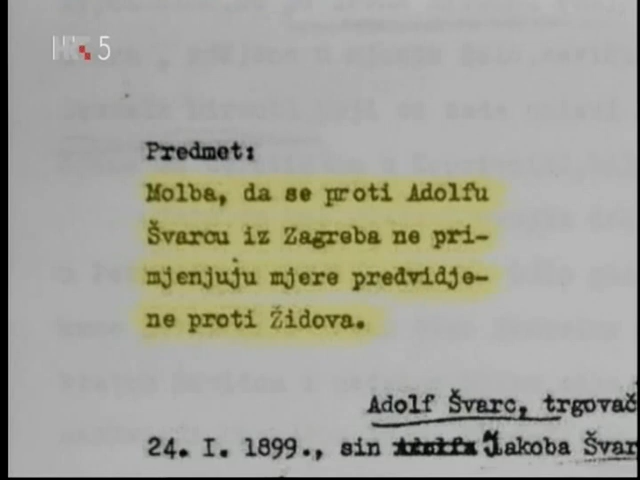 HRT 5
Predmet:
Molba, da se proti Adolfu
Švarcu iz Zagreba ne pri-
mjenjuju mjere predvidje-
ne proti Židova.
Adolf Švarc, trgovač
24. I. 1899., sin Jakoba Švar